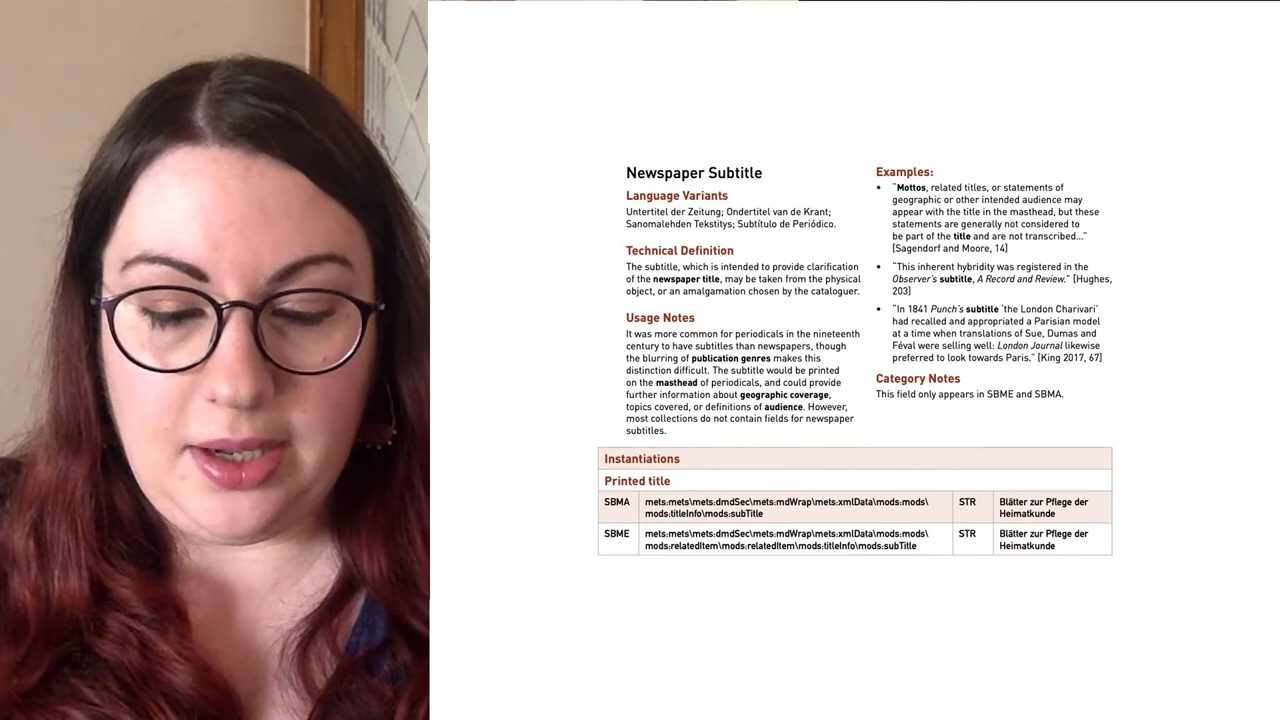 Newspaper Subtitle
Language Variants
Untertitel der Zeitung; Ondertitel van de Krant;
Sanomalehden Tekstitys; Subtítulo de Periódico.
Technical Definition
The subtitle, which is intended to provide clarification
of the newspaper title, may be taken from the physical
object, or an amalgamation chosen by the cataloguer.
Usage Notes
It was more common for periodicals in the nineteenth
century to have subtitles than newspapers, though
the blurring of publication genres makes this
distinction difficult. The subtitle would be printed
on the masthead of periodicals, and could provide
further information about geographic coverage,
topics covered, or definitions of audience. However,
most collections do not contain fields for newspaper
subtitles.
Examples:
• "Mottos, related titles, or statements of
geographic or other intended audience may
appear with the title in the masthead, but these
statements are generally not considered to
be part of the title and are not transcribed..."
[Sagendorf and Moore, 14]
• "This inherent hybridity was registered in the
Observer's subtitle, A Record and Review." [Hughes,
203]
• "In 1841 Punch's subtitle 'the London Charivari'
had recalled and appropriated a Parisian model
at a time when translations of Sue, Dumas and
Féval were selling well: London Journal likewise
preferred to look towards Paris." [King 2017, 67]
Category Notes
This field only appears in SBME and SBMA.
Instantiations
Printed title
SBMA mets:mets\mets:dmdSec\mets:mdWrap\mets:xmlData\mods:mods\ STR Blätter zur Pflege der
mods:titleInfo\mods:subTitle Heimatkunde
SBME mets:mets\mets:dmdSec\mets:mdWrap\mets:xmlData\mods:mods\ STR Blätter zur Pflege der
mods:relatedItem\mods:relatedItem\mods:titleInfo\mods:subTitle Heimatkunde